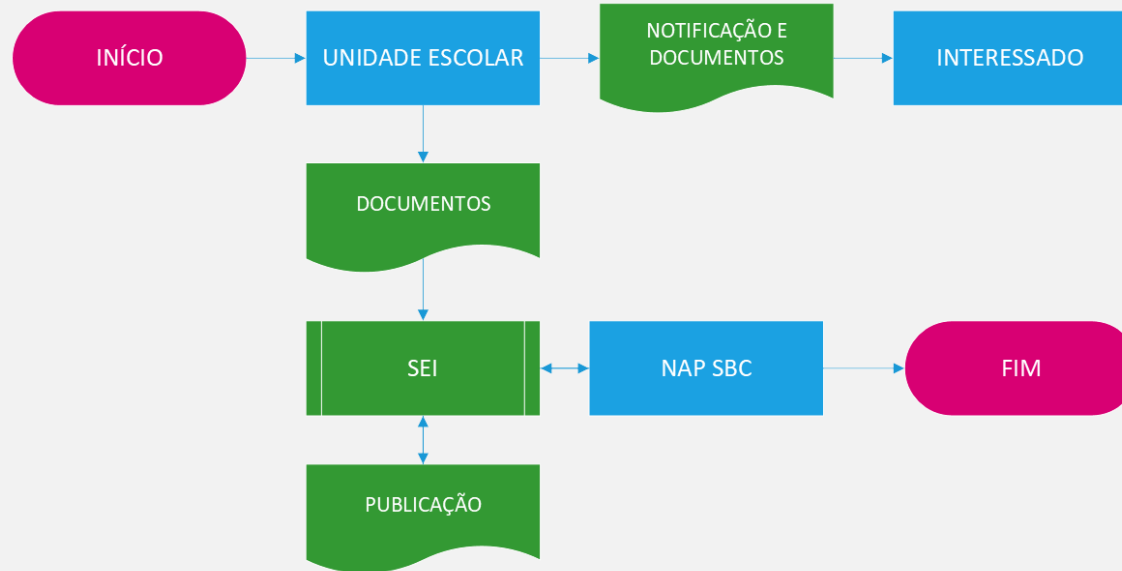 INÍCIO
UNIDADE ESCOLAR
NOTIFICAÇÃO E
DOCUMENTOS
INTERESSADO
DOCUMENTOS
SEI
NAP SBC
FIM
PUBLICAÇÃO